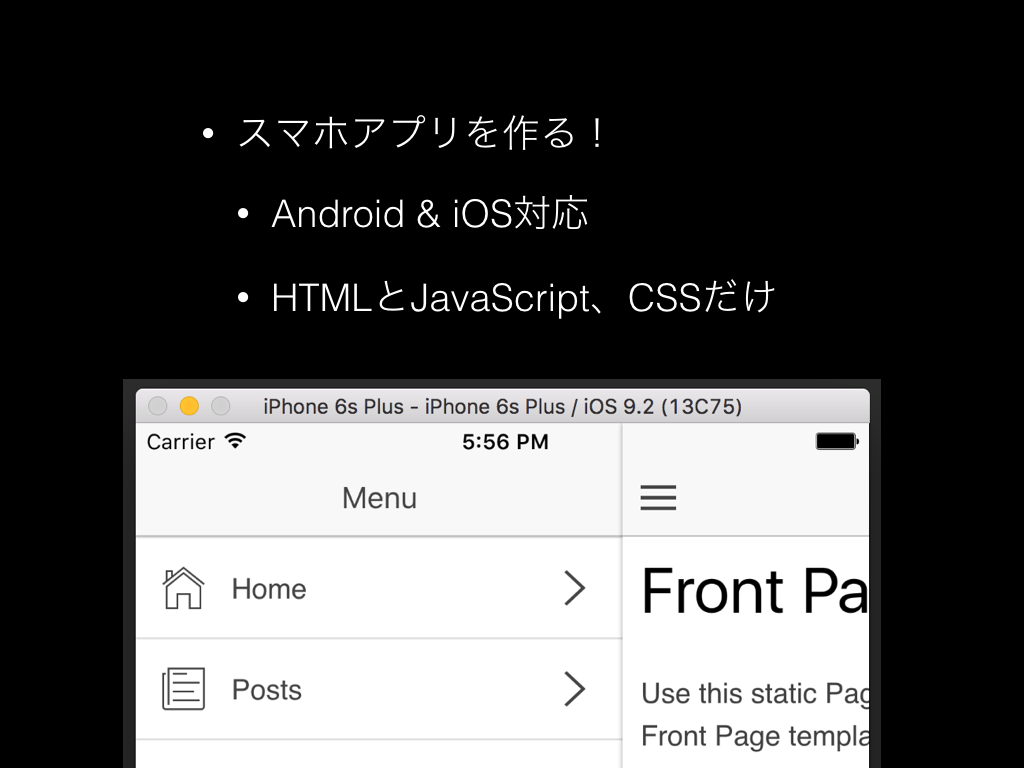 • スマホアプリを作る！
• Android & iOS対応
• HTMLとJavaScript、CSSだけ
iPhone 6s Plus - iPhone 6s Plus / iOS 9.2 (13C75)
Carrier 5:56 PM
Menu
Home
Posts
Front Pa
Use this static Pag
Front Page templa